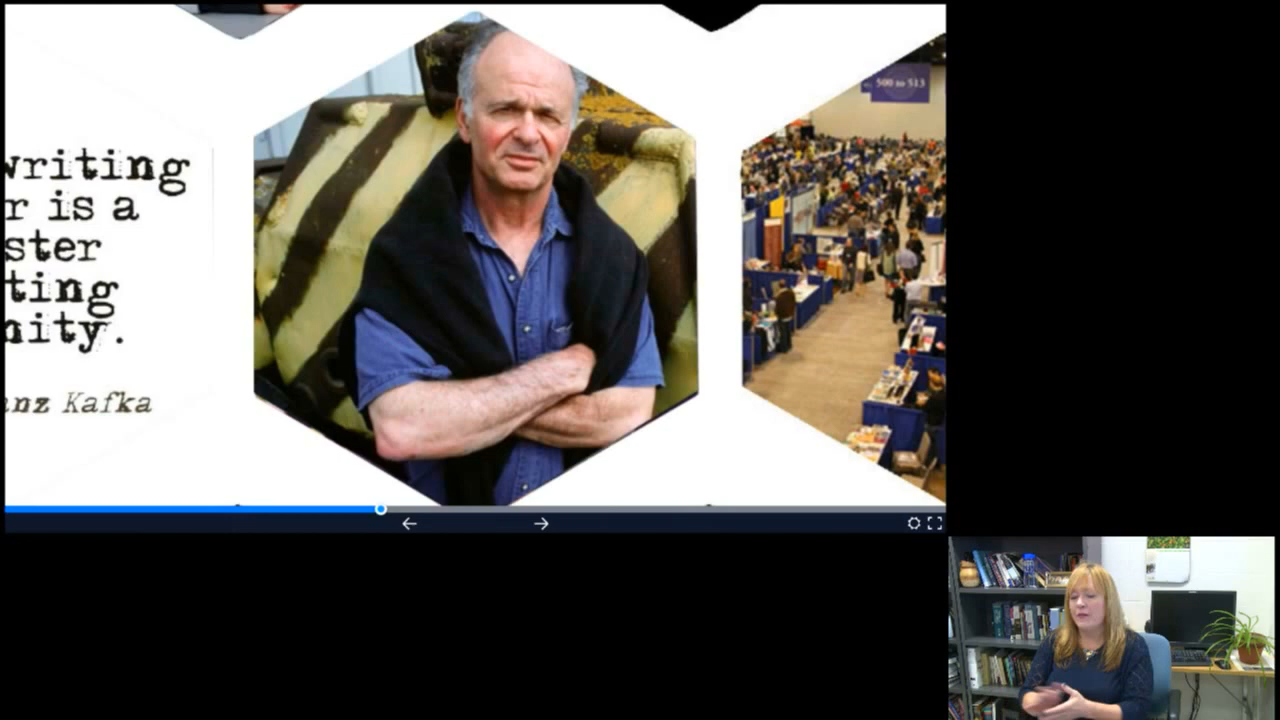 writing
r is a
ster
ting
nity.
nz Kafka
500 to 513